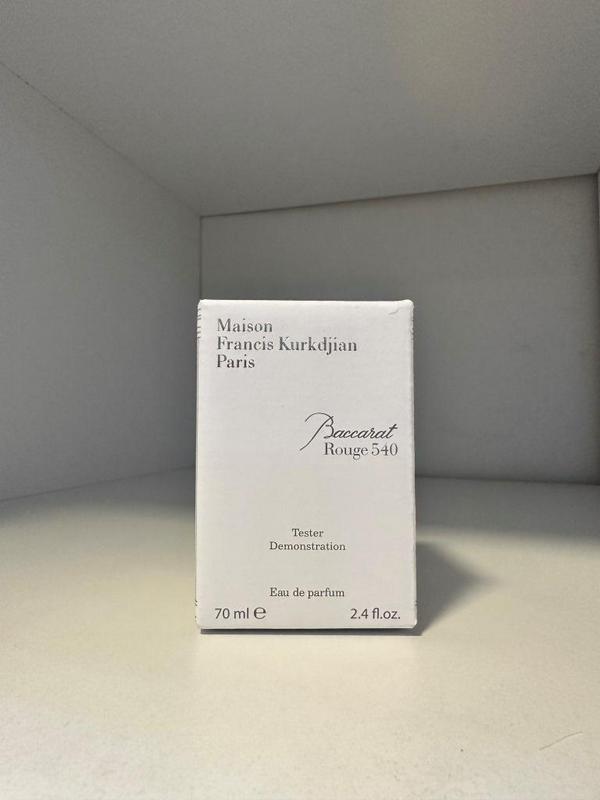 Maison
Francis Kurkdjian
Paris
Baccarat
Rouge 540
Tester
Demonstration
Eau de parfum
70 ml ℮
2.4 fl.oz.